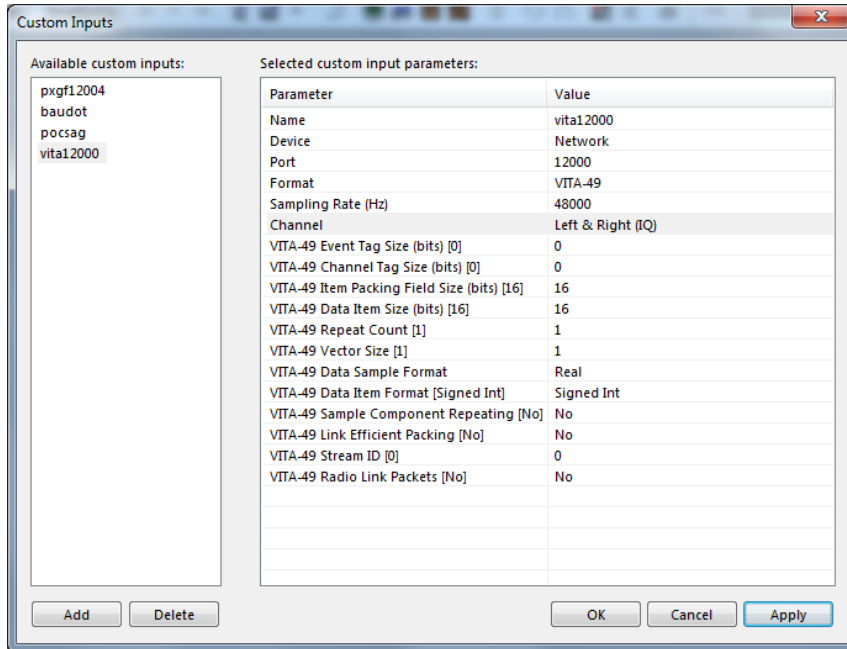 Custom Inputs
x
Available custom inputs:
pxgf12004
baudot
pocsag
vita12000
Selected custom input parameters:
Parameter Value
Name vita12000
Device Network
Port 12000
Format VITA-49
Sampling Rate (Hz) 48000
Channel Left & Right (IQ)
VITA-49 Event Tag Size (bits) [0] 0
VITA-49 Channel Tag Size (bits) [0] 0
VITA-49 Item Packing Field Size (bits) [16] 16
VITA-49 Data Item Size (bits) [16] 16
VITA-49 Repeat Count [1] 1
VITA-49 Vector Size [1] 1
VITA-49 Data Sample Format Real
VITA-49 Data Item Format [Signed Int] Signed Int
VITA-49 Sample Component Repeating [No] No
VITA-49 Link Efficient Packing [No] No
VITA-49 Stream ID [0] 0
VITA-49 Radio Link Packets [No] No
Add Delete OK Cancel Apply